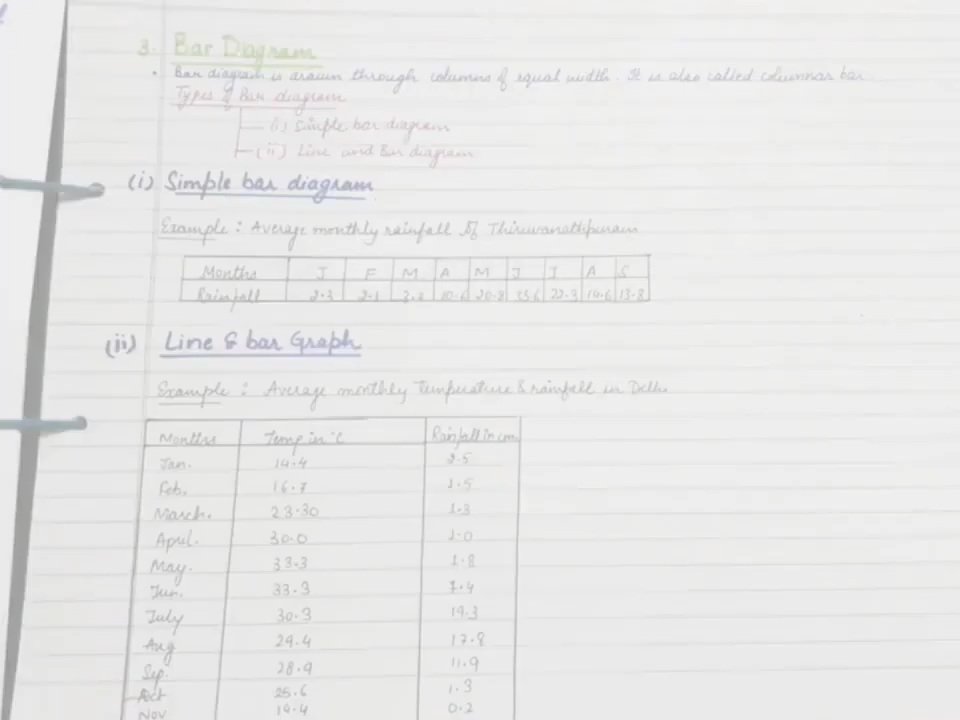 3. Bar Diagram
• Bar diagram is drawn through columns of equal width. It is also called columnar bar
Types of Bar diagram
(i) Simple bar diagram
(ii) Line and Bar diagram
(i) Simple bar diagram
Example : Average monthly rainfall of Thiruvanathpuram
Months J F M A M J J A S
Rainfall 2.3 2.1 10.6 20.8 35.6 22.3 14.6 13.8
(ii) Line & bar Graph
Example : Average monthly Temperature & rainfall in Delhi
Months Temp in °C Rainfall in cm.
Jan. 14.4 2.5
Feb. 16.7 1.5
March. 23.30 1.3
April. 30.0 1.0
May. 33.3 1.8
Jun. 33.3 7.4
July 30.3 19.3
Aug 29.4 17.8
Sep. 28.9 11.9
Oct 25.6 1.3
Nov 19.4 0.2